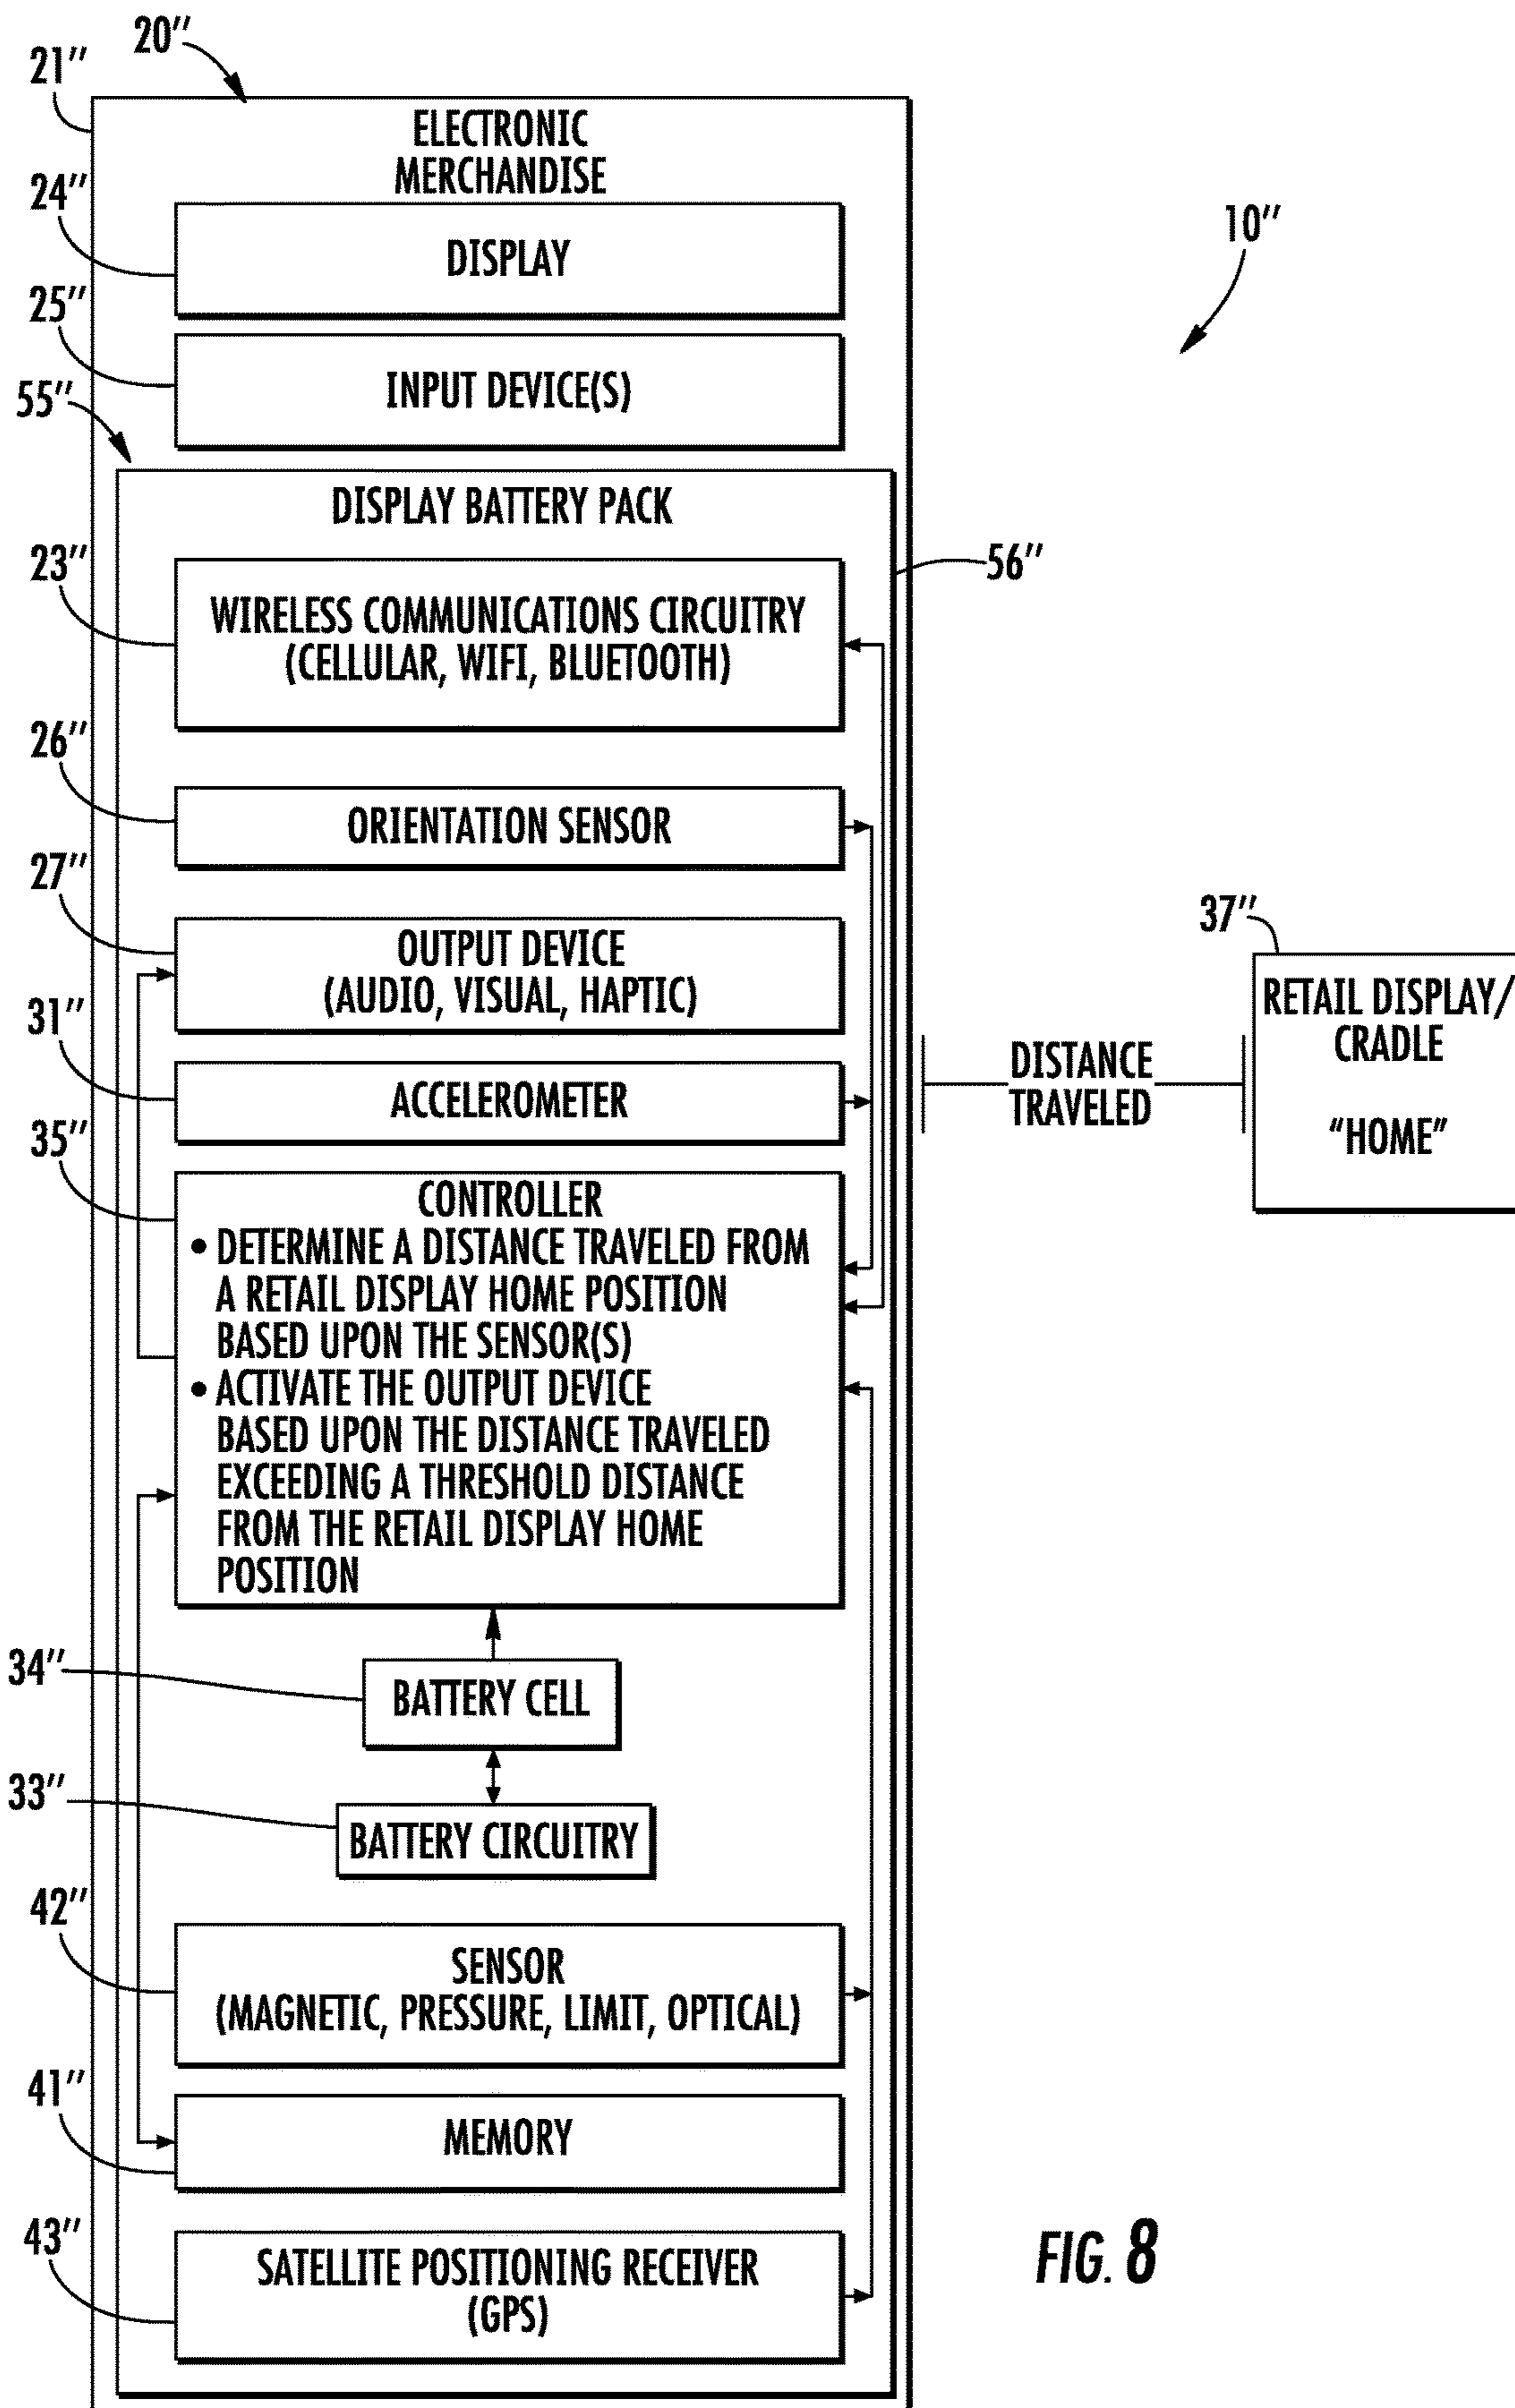 20″
21″
ELECTRONIC
MERCHANDISE
24″
DISPLAY
10″
25″
INPUT DEVICE(S)
55″
DISPLAY BATTERY PACK
23″
56″
WIRELESS COMMUNICATIONS CIRCUITRY
(CELLULAR, WIFI, BLUETOOTH)
26″
ORIENTATION SENSOR
27″
OUTPUT DEVICE
(AUDIO, VISUAL, HAPTIC)
37″
RETAIL DISPLAY/
CRADLE
"HOME"
DISTANCE
TRAVELED
31″
ACCELEROMETER
35″
CONTROLLER
• DETERMINE A DISTANCE TRAVELED FROM
A RETAIL DISPLAY HOME POSITION
BASED UPON THE SENSOR(S)
• ACTIVATE THE OUTPUT DEVICE
BASED UPON THE DISTANCE TRAVELED
EXCEEDING A THRESHOLD DISTANCE
FROM THE RETAIL DISPLAY HOME
POSITION
34″
BATTERY CELL
33″
BATTERY CIRCUITRY
42″
SENSOR
(MAGNETIC, PRESSURE, LIMIT, OPTICAL)
41″
MEMORY
43″
SATELLITE POSITIONING RECEIVER
(GPS)
FIG. 8